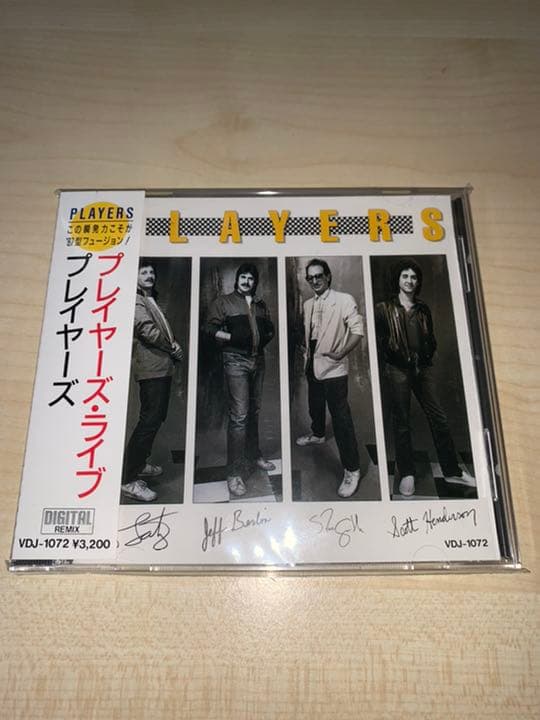 PLAYERS
この瞬発力こそが
'87型フュージョン!
プレイヤーズ・ライブ
プレイヤーズ
DIGITAL
REMIX
VDJ-1072 ¥3,200
LAYERS
Jeff Berlin
Scott Henderson
VDJ-1072